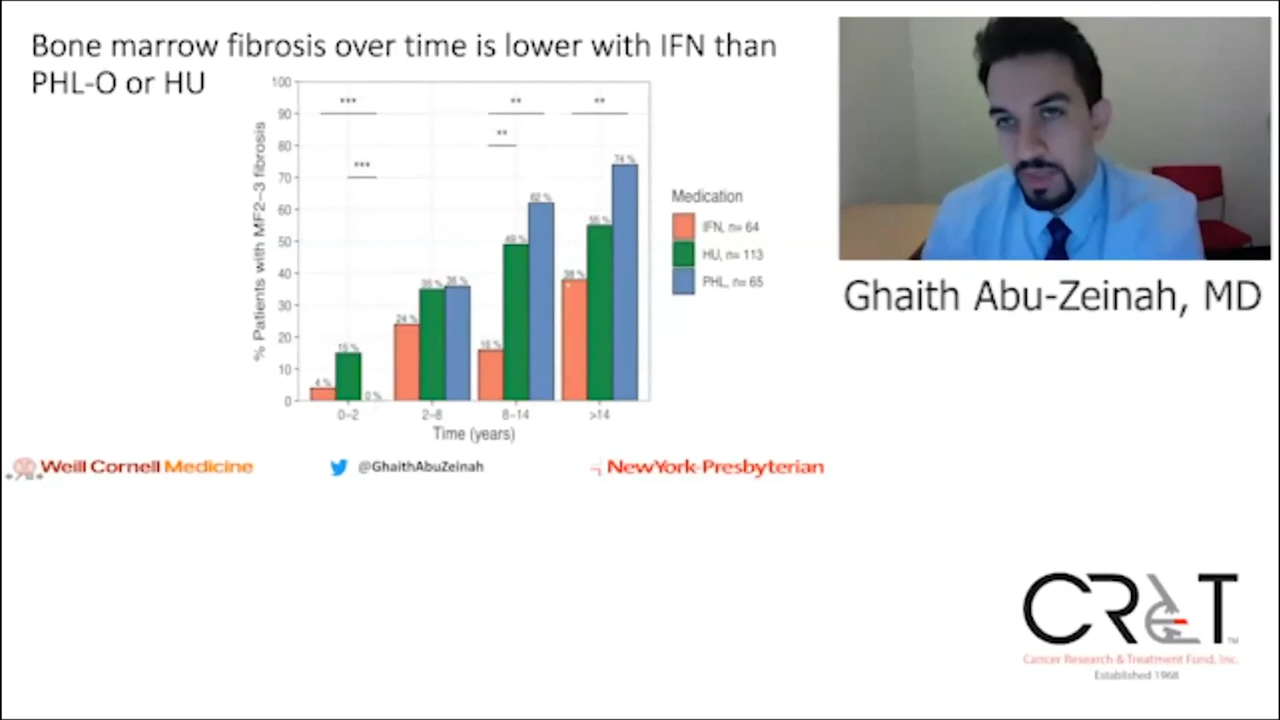 Bone marrow fibrosis over time is lower with IFN than
PHL-O or HU
% Patients with MF2–3 fibrosis
100
90
80
70
60
50
40
30
20
10
0
***
***
**
**
**
4 %
15 %
0 %
24 %
35 %
36 %
16 %
49 %
62 %
38 %
55 %
74 %
0–2
2–8
8–14
>14
Time (years)
Medication
IFN, n= 64
HU, n= 113
PHL, n= 65
Ghaith Abu-Zeinah, MD
Weill Cornell Medicine
@GhaithAbuZeinah
NewYork-Presbyterian
CR&T™
Cancer Research & Treatment Fund, Inc.
Established 1968